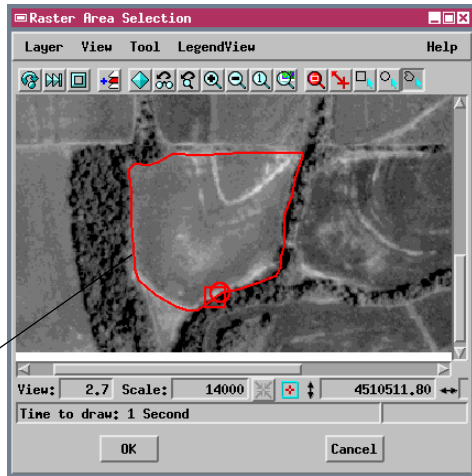 Raster Area Selection
Layer View Tool LegendView Help
1
View: 2.7 Scale: 14000 4510511.80
Time to draw: 1 Second
OK Cancel